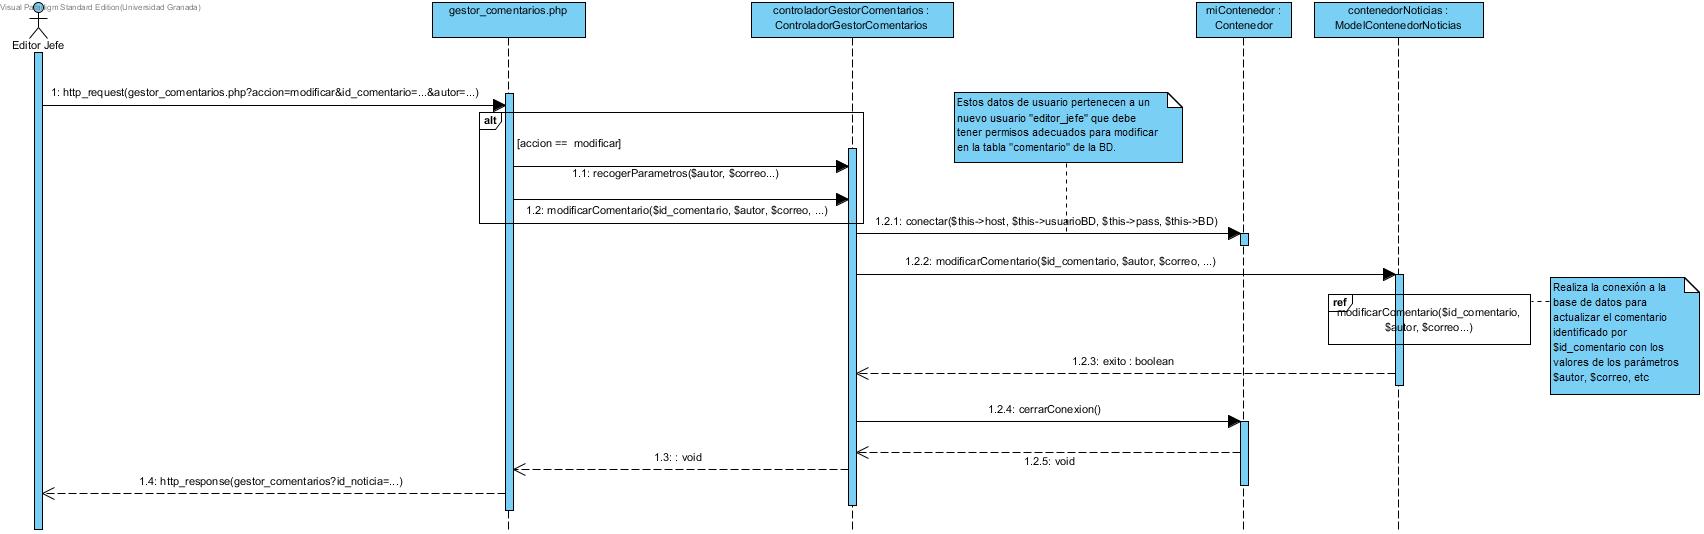 Visual Paradigm Standard Edition(Universidad Granada)
Editor Jefe
gestor_comentarios.php
controladorGestorComentarios :
ControladorGestorComentarios
miContenedor :
Contenedor
contenedorNoticias :
ModelContenedorNoticias
1: http_request(gestor_comentarios.php?accion=modificar&id_comentario=...&autor=...)
alt
[accion ==  modificar]
1.1: recogerParametros($autor, $correo...)
1.2: modificarComentario($id_comentario, $autor, $correo, ...)
Estos datos de usuario pertenecen a un
nuevo usuario "editor_jefe" que debe
tener permisos adecuados para modificar
en la tabla "comentario" de la BD.
1.2.1: conectar($this->host, $this->usuarioBD, $this->pass, $this->BD)
1.2.2: modificarComentario($id_comentario, $autor, $correo, ...)
ref
modificarComentario($id_comentario,
$autor, $correo...)
Realiza la conexión a la
base de datos para
actualizar el comentario
identificado por
$id_comentario con los
valores de los parámetros
$autor, $correo, etc
1.2.3: exito : boolean
1.2.4: cerrarConexion()
1.2.5: void
1.3: : void
1.4: http_response(gestor_comentarios?id_noticia=...)